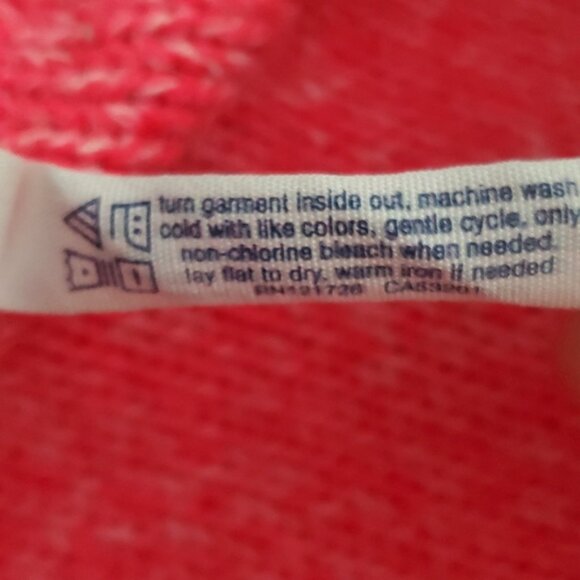 turn garment inside out, machine wash
cold with like colors, gentle cycle, only
non-chlorine bleach when needed.
lay flat to dry, warm iron if needed
RN121726